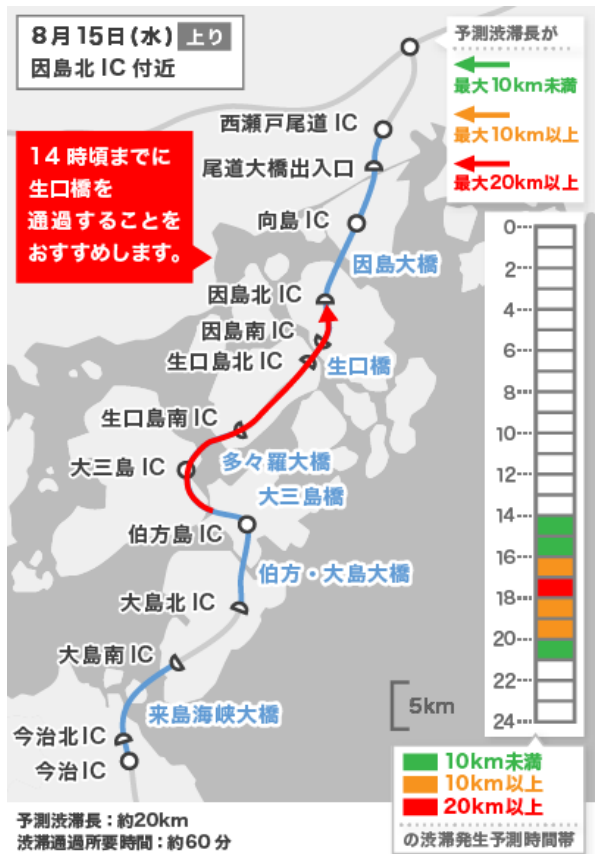 8月15日(水) 上り
因島北IC付近
予測渋滞長が
最大10km未満
最大10km以上
最大20km以上
14時頃までに
生口橋を
通過することを
おすすめします。
西瀬戸尾道IC
尾道大橋出入口
向島IC
因島大橋
因島北IC
因島南IC
生口島北IC
生口橋
生口島南IC
多々羅大橋
大三島IC
大三島橋
伯方島IC
伯方・大島大橋
大島北IC
大島南IC
来島海峡大橋
今治北IC
今治IC
5km
0
2
4
6
8
10
12
14
16
18
20
22
24
10km未満
10km以上
20km以上
の渋滞発生予測時間帯
予測渋滞長：約20km
渋滞通過所要時間：約60分